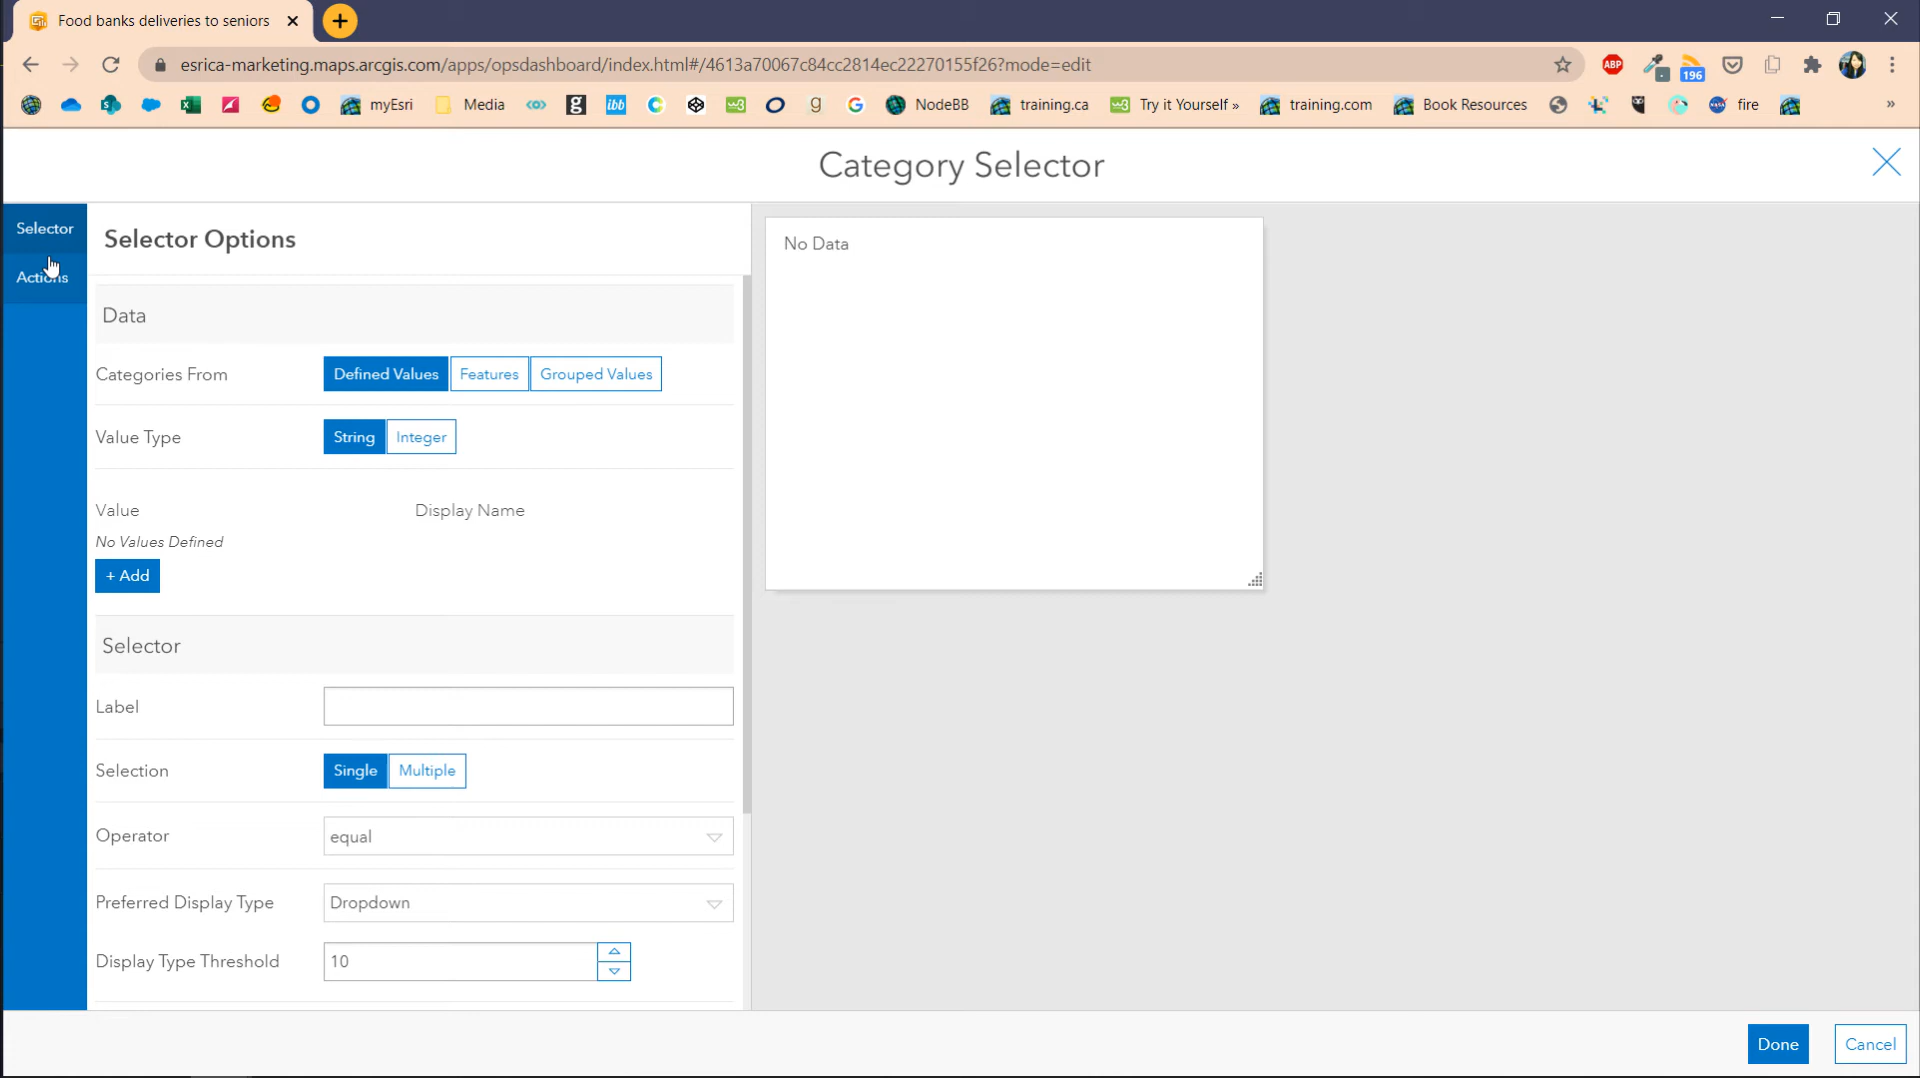 Food banks deliveries to seniors
esrica-marketing.maps.arcgis.com/apps/opsdashboard/index.html#/4613a70067c84cc2814ec22270155f26?mode=edit
ABP
196
myEsri
Media
NodeBB
training.ca
Try it Yourself »
training.com
Book Resources
fire
»
Category Selector
Selector
Actions
Selector Options
Data
Categories From
Defined Values
Features
Grouped Values
Value Type
String
Integer
Value
Display Name
No Values Defined
+ Add
Selector
Label
Selection
Single
Multiple
Operator
equal
Preferred Display Type
Dropdown
Display Type Threshold
10
No Data
Done
Cancel